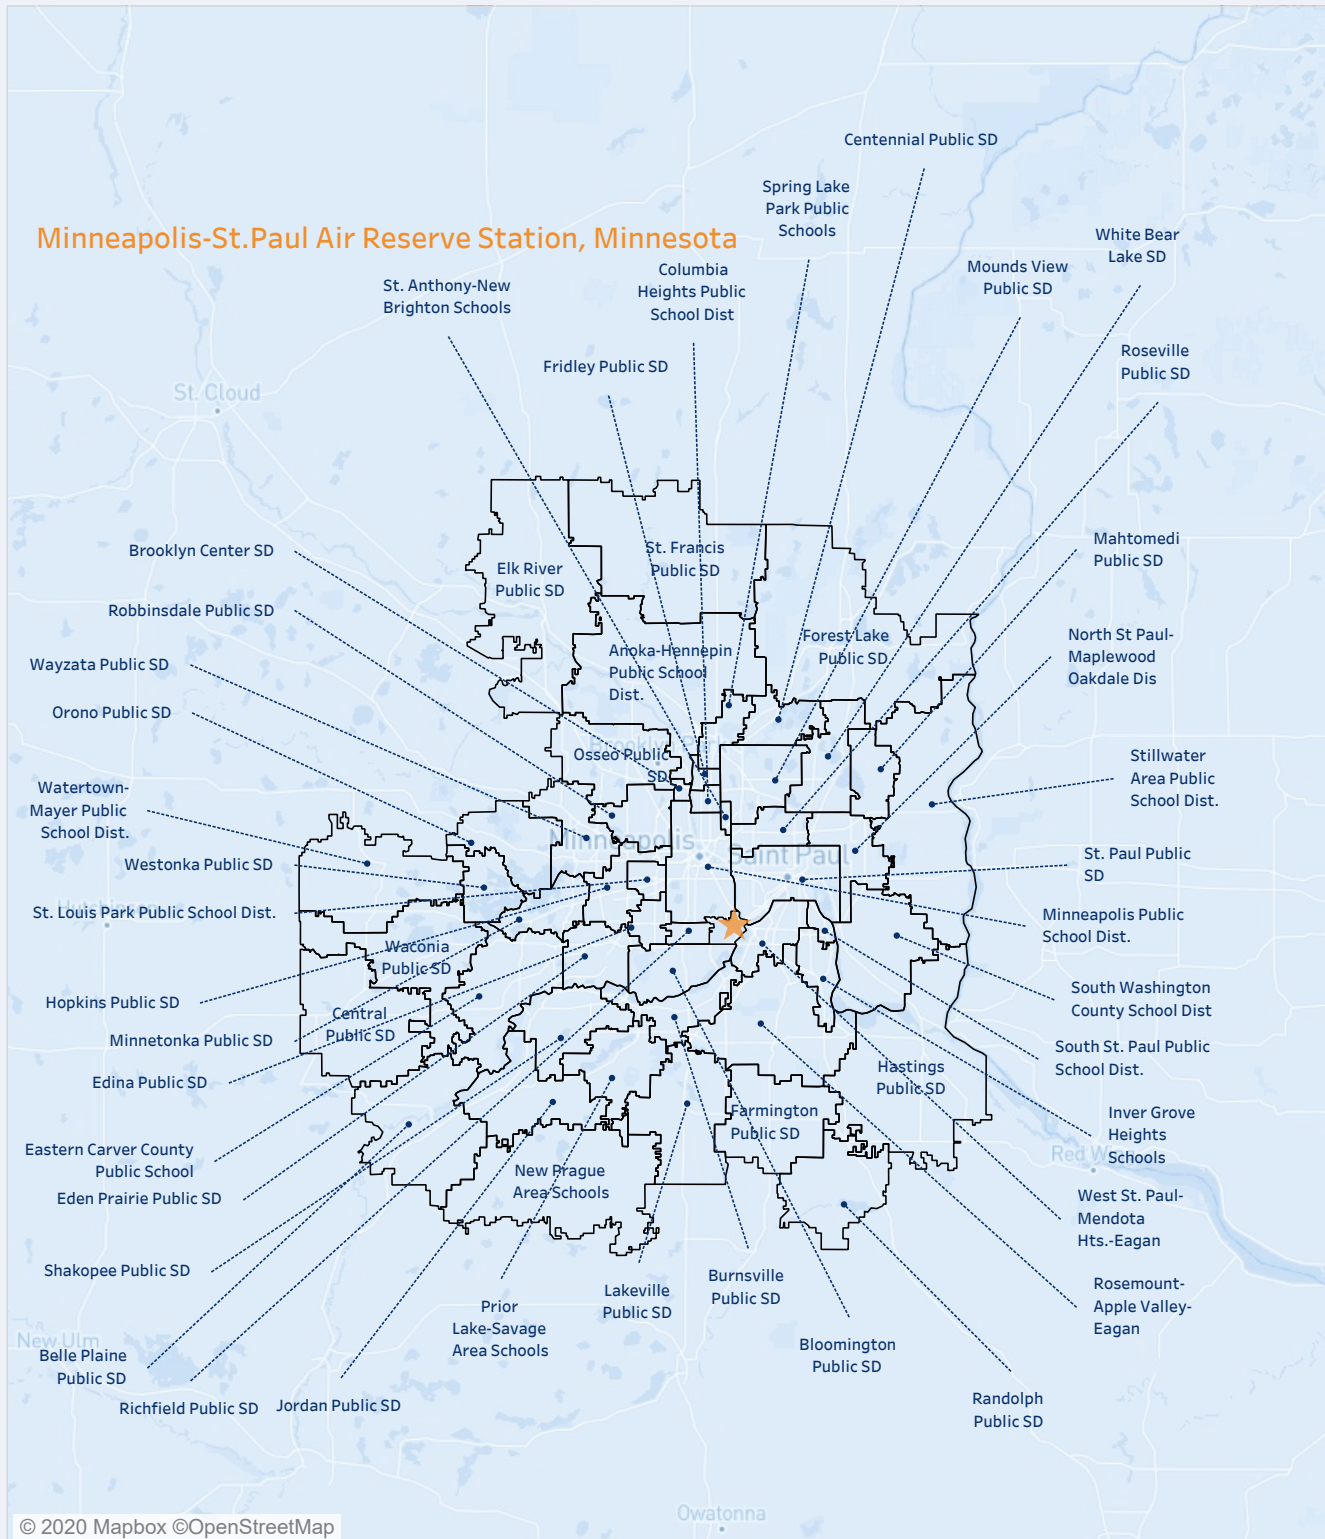 Centennial Public SD
Spring Lake
Park Public
Schools
Minneapolis-St.Paul Air Reserve Station, Minnesota
White Bear
Lake SD
Mounds View
Public SD
Columbia
Heights Public
School Dist
St. Anthony-New
Brighton Schools
Roseville
Public SD
Fridley Public SD
St. Cloud
Brooklyn Center SD
Mahtomedi
Public SD
St. Francis
Public SD
Elk River
Public SD
Robbinsdale Public SD
Forest Lake
Public SD
North St Paul-
Maplewood
Oakdale Dis
Anoka-Hennepin
Public School
Dist.
Wayzata Public SD
Orono Public SD
Osseo Public
SD
Stillwater
Area Public
School Dist.
Watertown-
Mayer Public
School Dist.
Minneapolis
Saint Paul
Westonka Public SD
St. Paul Public
SD
Hutchinson
St. Louis Park Public School Dist.
Minneapolis Public
School Dist.
Waconia
Public SD
Hopkins Public SD
South Washington
County School Dist
Central
Public SD
Minnetonka Public SD
South St. Paul Public
School Dist.
Edina Public SD
Hastings
Public SD
Farmington
Public SD
Inver Grove
Heights
Schools
Eastern Carver County
Public School
Red W
New Prague
Area Schools
Eden Prairie Public SD
West St. Paul-
Mendota
Hts.-Eagan
Shakopee Public SD
Burnsville
Public SD
Lakeville
Public SD
Rosemount-
Apple Valley-
Eagan
Prior
Lake-Savage
Area Schools
New Ulm
Belle Plaine
Public SD
Bloomington
Public SD
Richfield Public SD
Jordan Public SD
Randolph
Public SD
Owatonna
© 2020 Mapbox ©OpenStreetMap